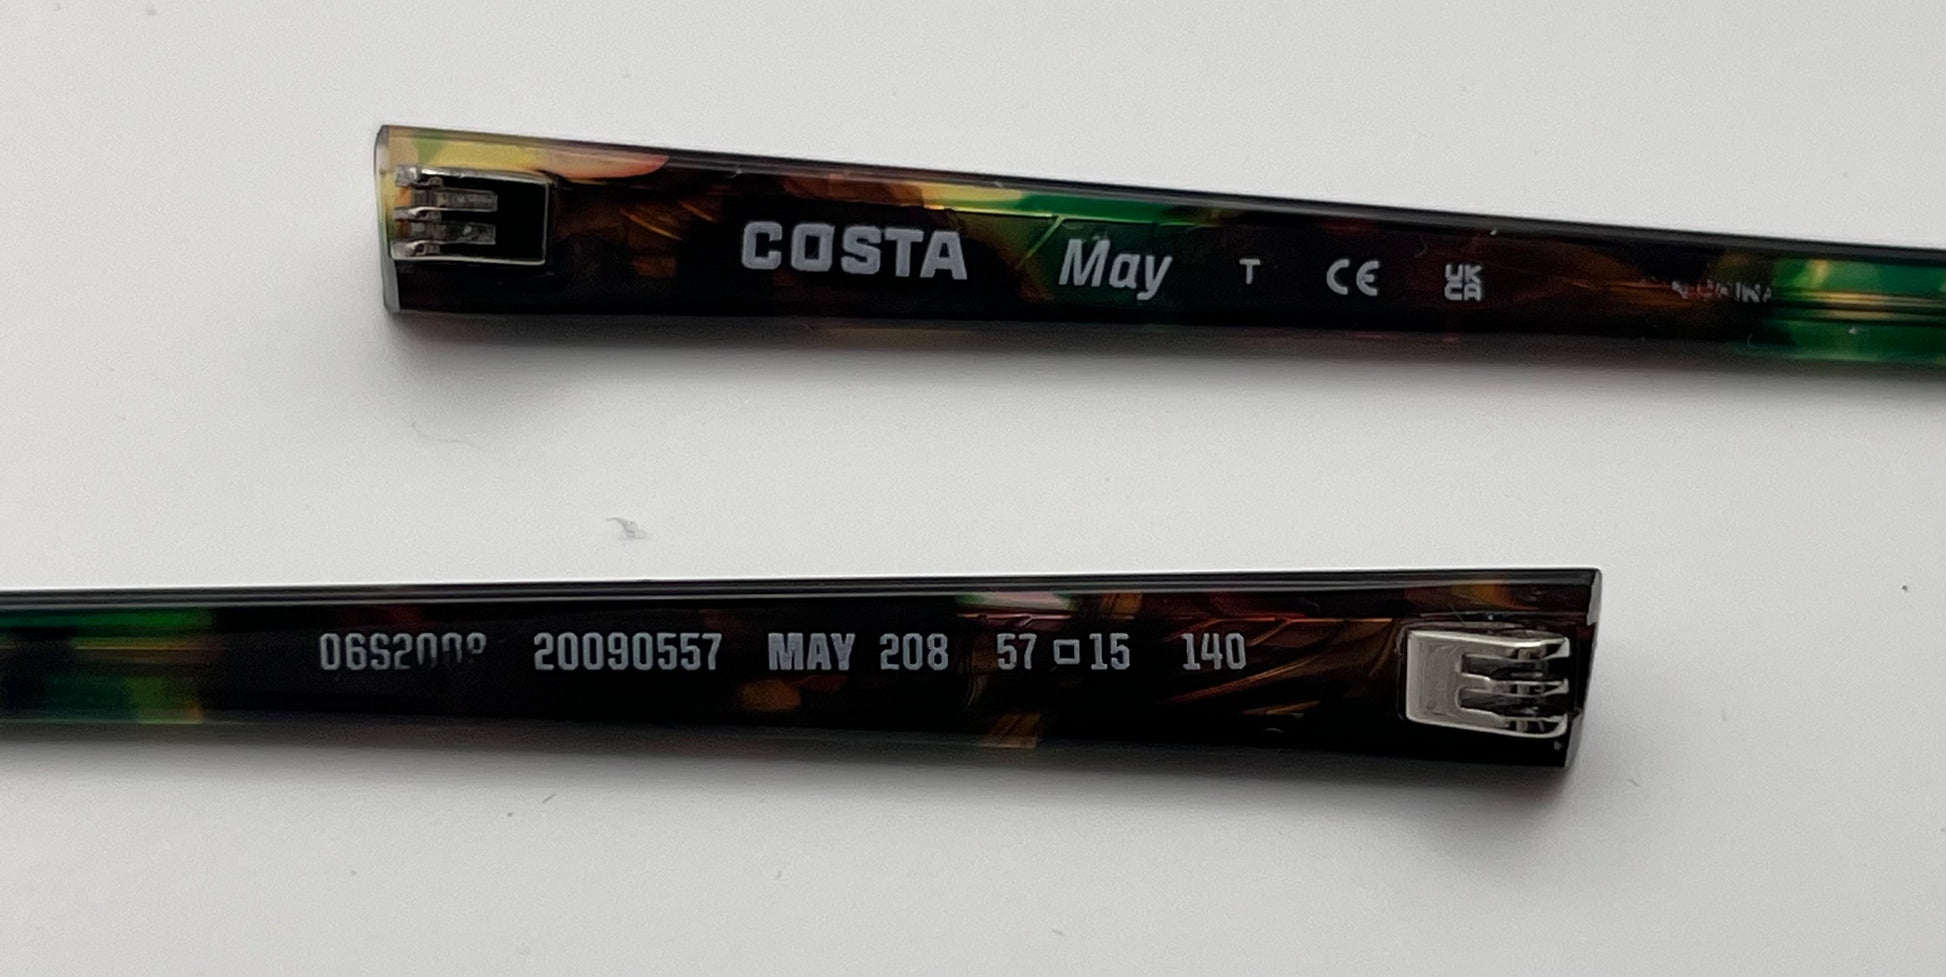 COSTA May T CE UK CA
20090557 MAY 208 57□15 140